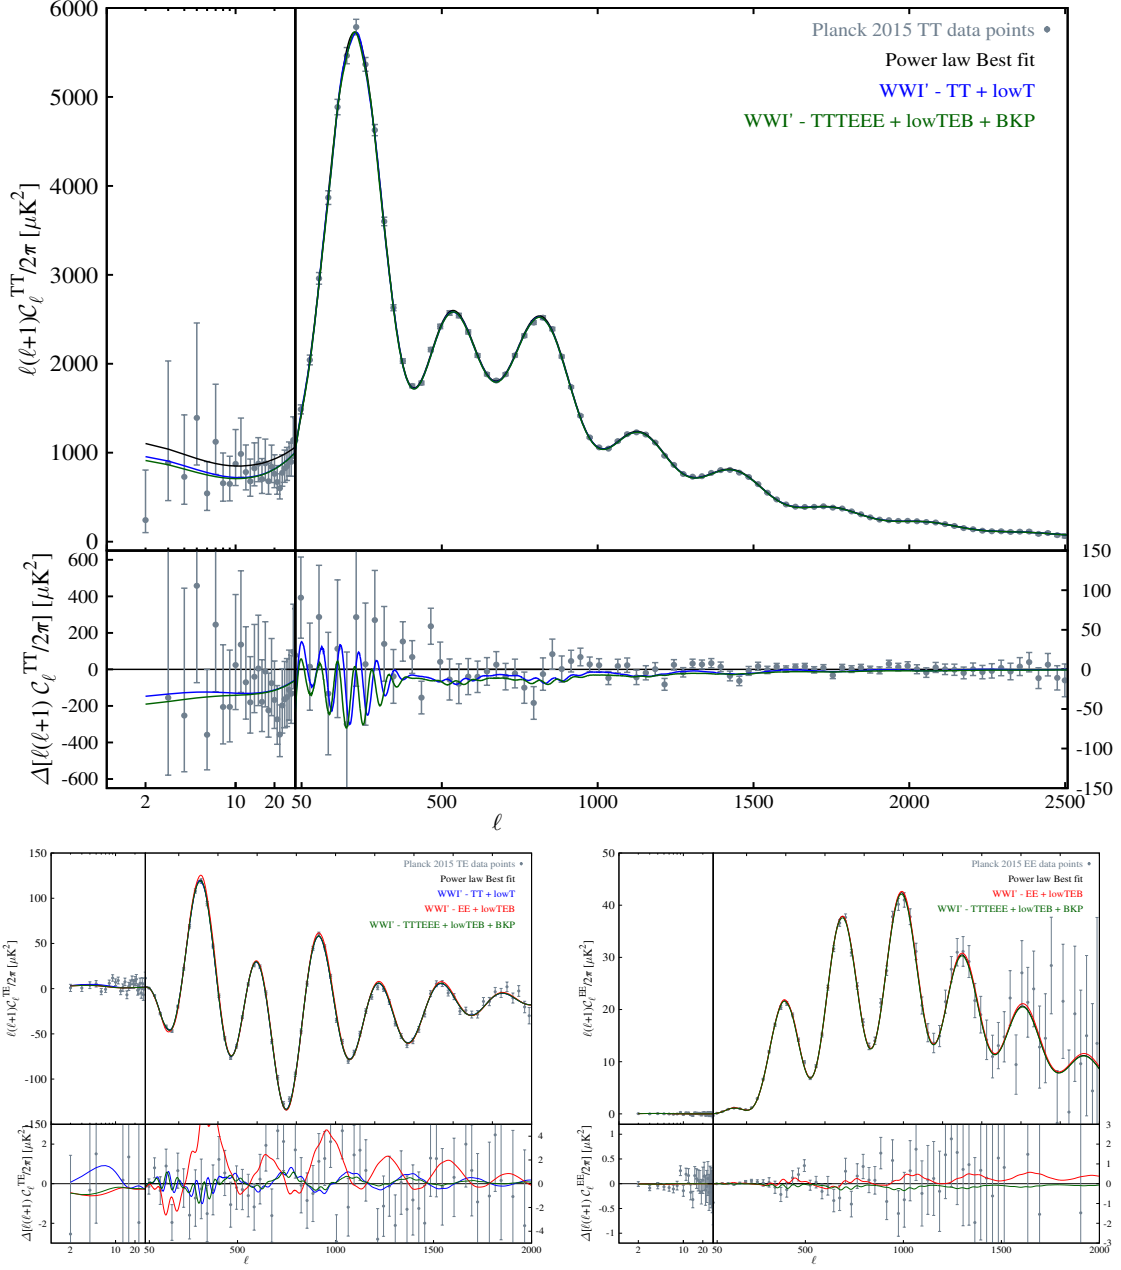 6000
5000
4000
3000
2000
1000
0
ℓ(ℓ+1)C_ℓ^TT/2π [μK²]
Planck 2015 TT data points
Power law Best fit
WWI' - TT + lowT
WWI' - TTTEEE + lowTEB + BKP
600
400
200
0
-200
-400
-600
Δ[ℓ(ℓ+1) C_ℓ^TT/2π] [μK²]
150
100
50
0
-50
-100
-150
2 10 20 50 500 1000 1500 2000 2500
ℓ
150
100
50
0
-50
-100
-150
ℓ(ℓ+1)C_ℓ^TE/2π [μK²]
Planck 2015 TE data points
Power law Best fit
WWI' - TT + lowT
WWI' - EE + lowTEB
WWI' - TTTEEE + lowTEB + BKP
2
0
-2
Δ[ℓ(ℓ+1) C_ℓ^TE/2π] [μK²]
4
2
0
-2
-4
2 10 20 50 500 1000 1500 2000
ℓ
50
40
30
20
10
0
ℓ(ℓ+1)C_ℓ^EE/2π [μK²]
Planck 2015 EE data points
Power law Best fit
WWI' - EE + lowTEB
WWI' - TTTEEE + lowTEB + BKP
1
0.5
0
-0.5
-1
Δ[ℓ(ℓ+1) C_ℓ^EE/2π] [μK²]
3
2
1
0
-1
-2
-3
2 10 20 50 500 1000 1500 2000
ℓ